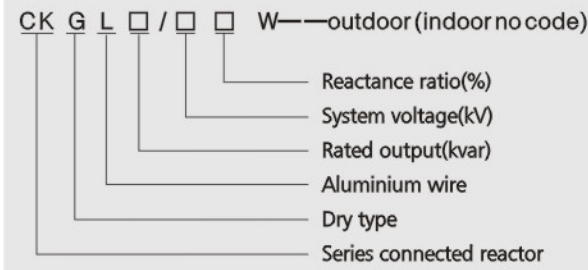 CK G L □ / □ □ W——outdoor (indoor no code)
Reactance ratio(%)
System voltage(kV)
Rated output(kvar)
Aluminium wire
Dry type
Series connected reactor